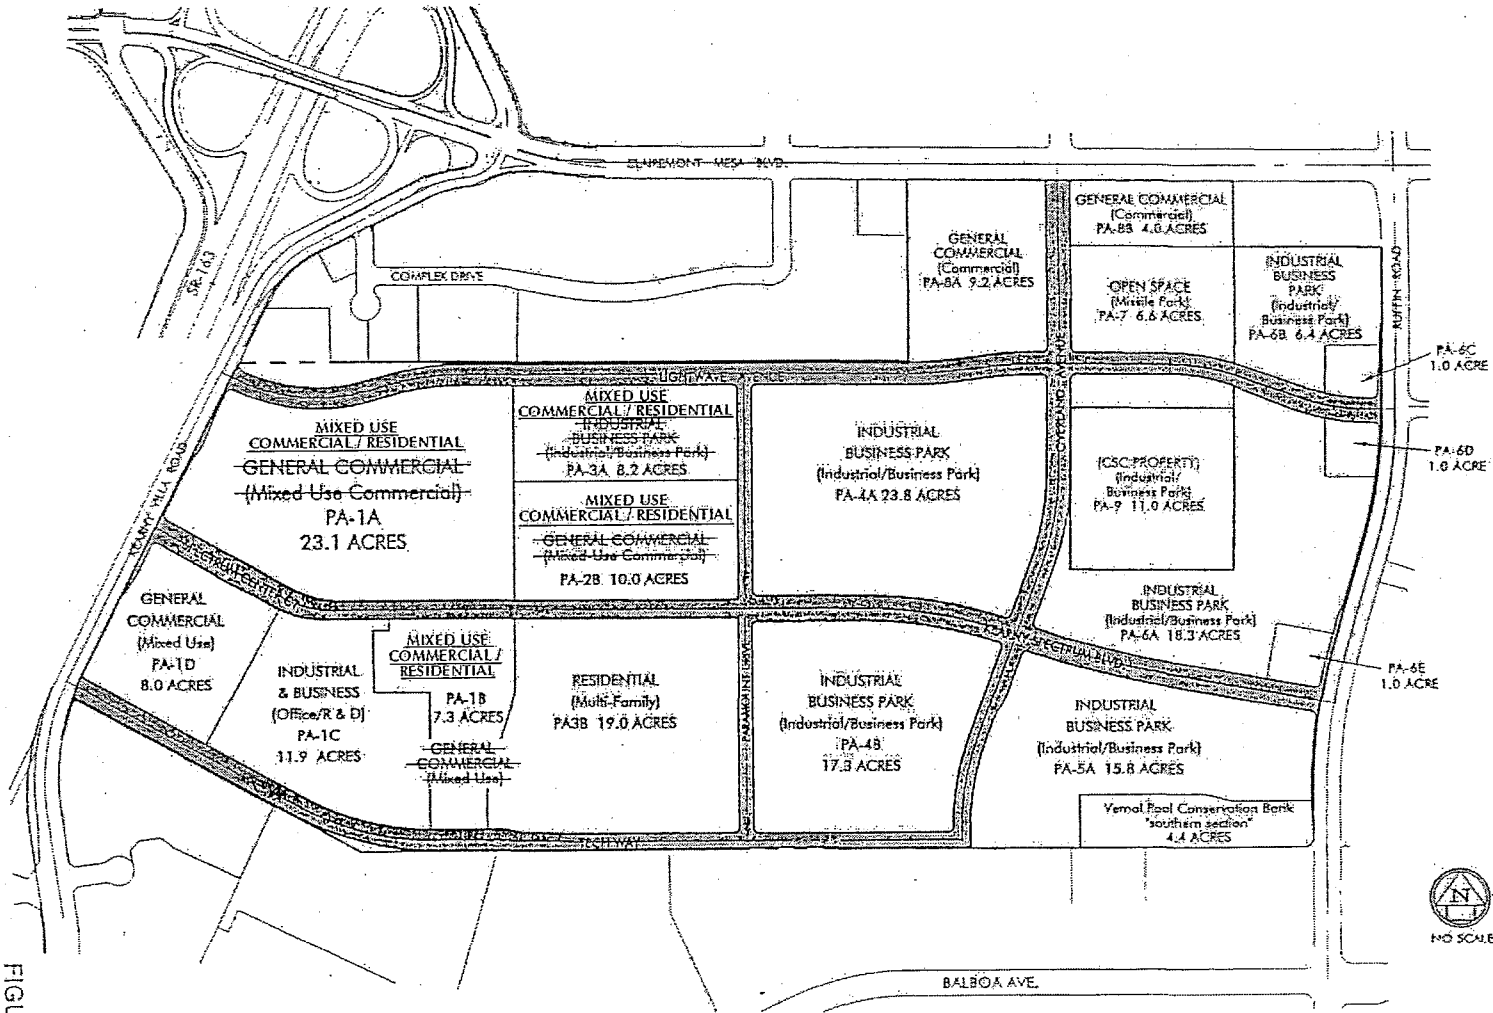 CLAIREMONT MESA BLVD.
SR-163
COMPLEX DRIVE
GENERAL
COMMERCIAL
(Commercial)
PA-8A 9.2 ACRES
GENERAL COMMERCIAL
(Commercial)
PA-8B 4.0 ACRES
OPEN SPACE
(Missile Park)
PA-7 6.6 ACRES
INDUSTRIAL
BUSINESS
PARK
(Industrial/
Business Park)
PA-6B 6.4 ACRES
RUFFIN ROAD
PA-6C
1.0 ACRE
LIGHTWAVE AVENUE
OVERLAND AVENUE
KEARNY VILLA ROAD
MIXED USE
COMMERCIAL / RESIDENTIAL
GENERAL COMMERCIAL
(Mixed Use Commercial)
PA-1A
23.1 ACRES
MIXED USE
COMMERCIAL / RESIDENTIAL
INDUSTRIAL
BUSINESS PARK
(Industrial/Business Park)
PA-3A 8.2 ACRES
MIXED USE
COMMERCIAL / RESIDENTIAL
GENERAL COMMERCIAL
(Mixed-Use Commercial)
PA-2B 10.0 ACRES
INDUSTRIAL
BUSINESS PARK
(Industrial/Business Park)
PA-4A 23.8 ACRES
(CSC PROPERTY)
(Industrial/
Business Park)
PA-9 11.0 ACRES
PA-6D
1.0 ACRE
GENERAL
COMMERCIAL
(Mixed Use)
PA-1D
8.0 ACRES
INDUSTRIAL
& BUSINESS
(Office/R & D)
PA-1C
11.9 ACRES
MIXED USE
COMMERCIAL /
RESIDENTIAL
PA-1B
7.3 ACRES
GENERAL
COMMERCIAL
(Mixed Use)
RESIDENTIAL
(Multi-Family)
PA3B 19.0 ACRES
PARAMOUNT DRIVE
INDUSTRIAL
BUSINESS PARK
(Industrial/Business Park)
PA-4B
17.3 ACRES
INDUSTRIAL
BUSINESS PARK
(Industrial/Business Park)
PA-6A 18.3 ACRES
SPECTRUM BLVD.
PA-6E
1.0 ACRE
INDUSTRIAL
BUSINESS PARK
(Industrial/Business Park)
PA-5A 15.8 ACRES
Vernal Pool Conservation Bank
"southern section"
4.4 ACRES
TECH WAY
BALBOA AVE.
N
NO SCALE
FIGU